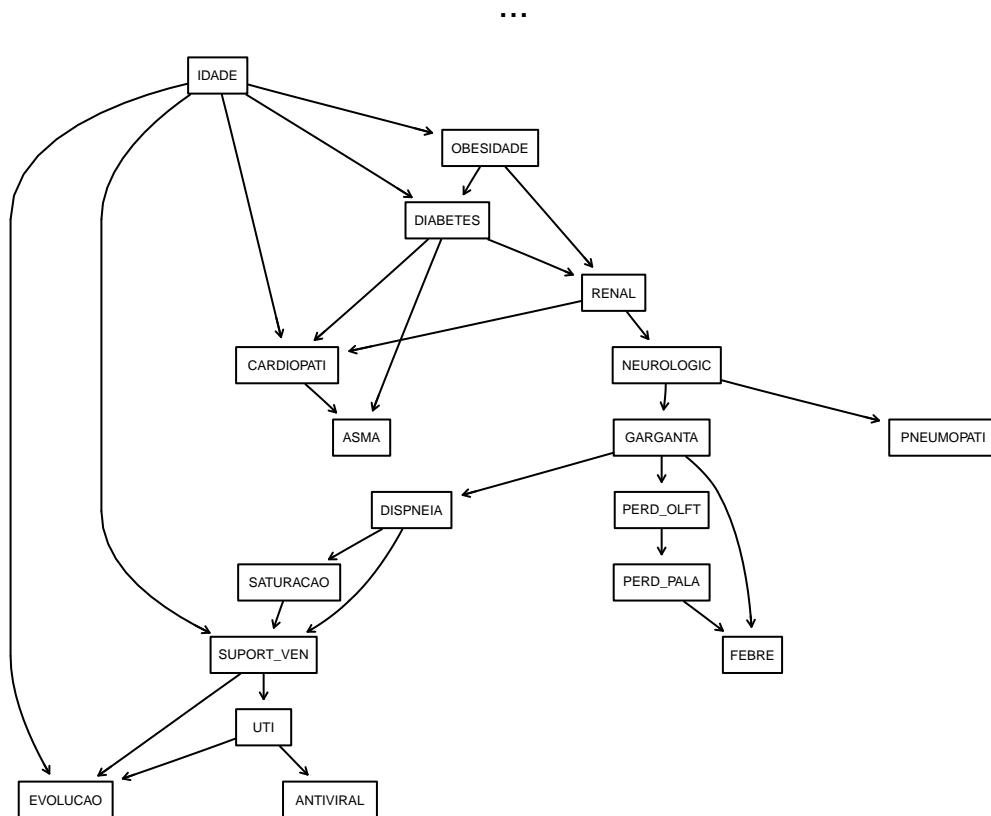 ...
IDADE
OBESIDADE
DIABETES
RENAL
CARDIOPATI
NEUROLOGIC
ASMA
GARGANTA
PNEUMOPATI
DISPNEIA
PERD_OLFT
SATURACAO
PERD_PALA
SUPORT_VEN
FEBRE
UTI
EVOLUCAO
ANTIVIRAL